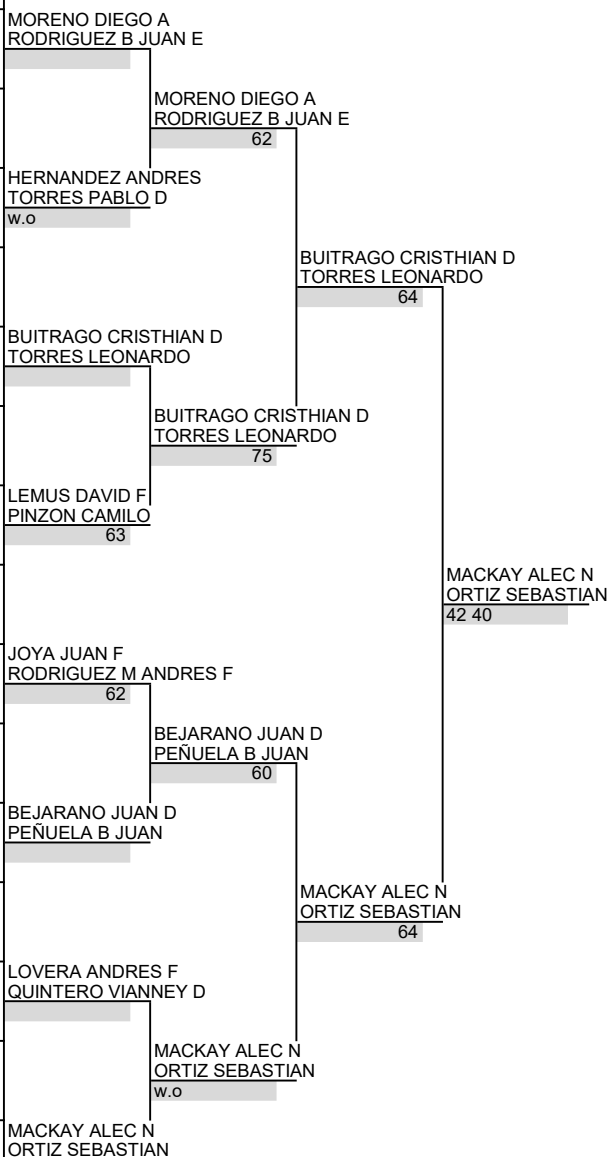 MORENO DIEGO A
RODRIGUEZ B JUAN E
MORENO DIEGO A
RODRIGUEZ B JUAN E
62
HERNANDEZ ANDRES
TORRES PABLO D
w.o
BUITRAGO CRISTHIAN D
TORRES LEONARDO
64
BUITRAGO CRISTHIAN D
TORRES LEONARDO
BUITRAGO CRISTHIAN D
TORRES LEONARDO
75
LEMUS DAVID F
PINZON CAMILO
63
MACKAY ALEC N
ORTIZ SEBASTIAN
42 40
JOYA JUAN F
RODRIGUEZ M ANDRES F
62
BEJARANO JUAN D
PEÑUELA B JUAN
60
BEJARANO JUAN D
PEÑUELA B JUAN
MACKAY ALEC N
ORTIZ SEBASTIAN
64
LOVERA ANDRES F
QUINTERO VIANNEY D
MACKAY ALEC N
ORTIZ SEBASTIAN
w.o
MACKAY ALEC N
ORTIZ SEBASTIAN